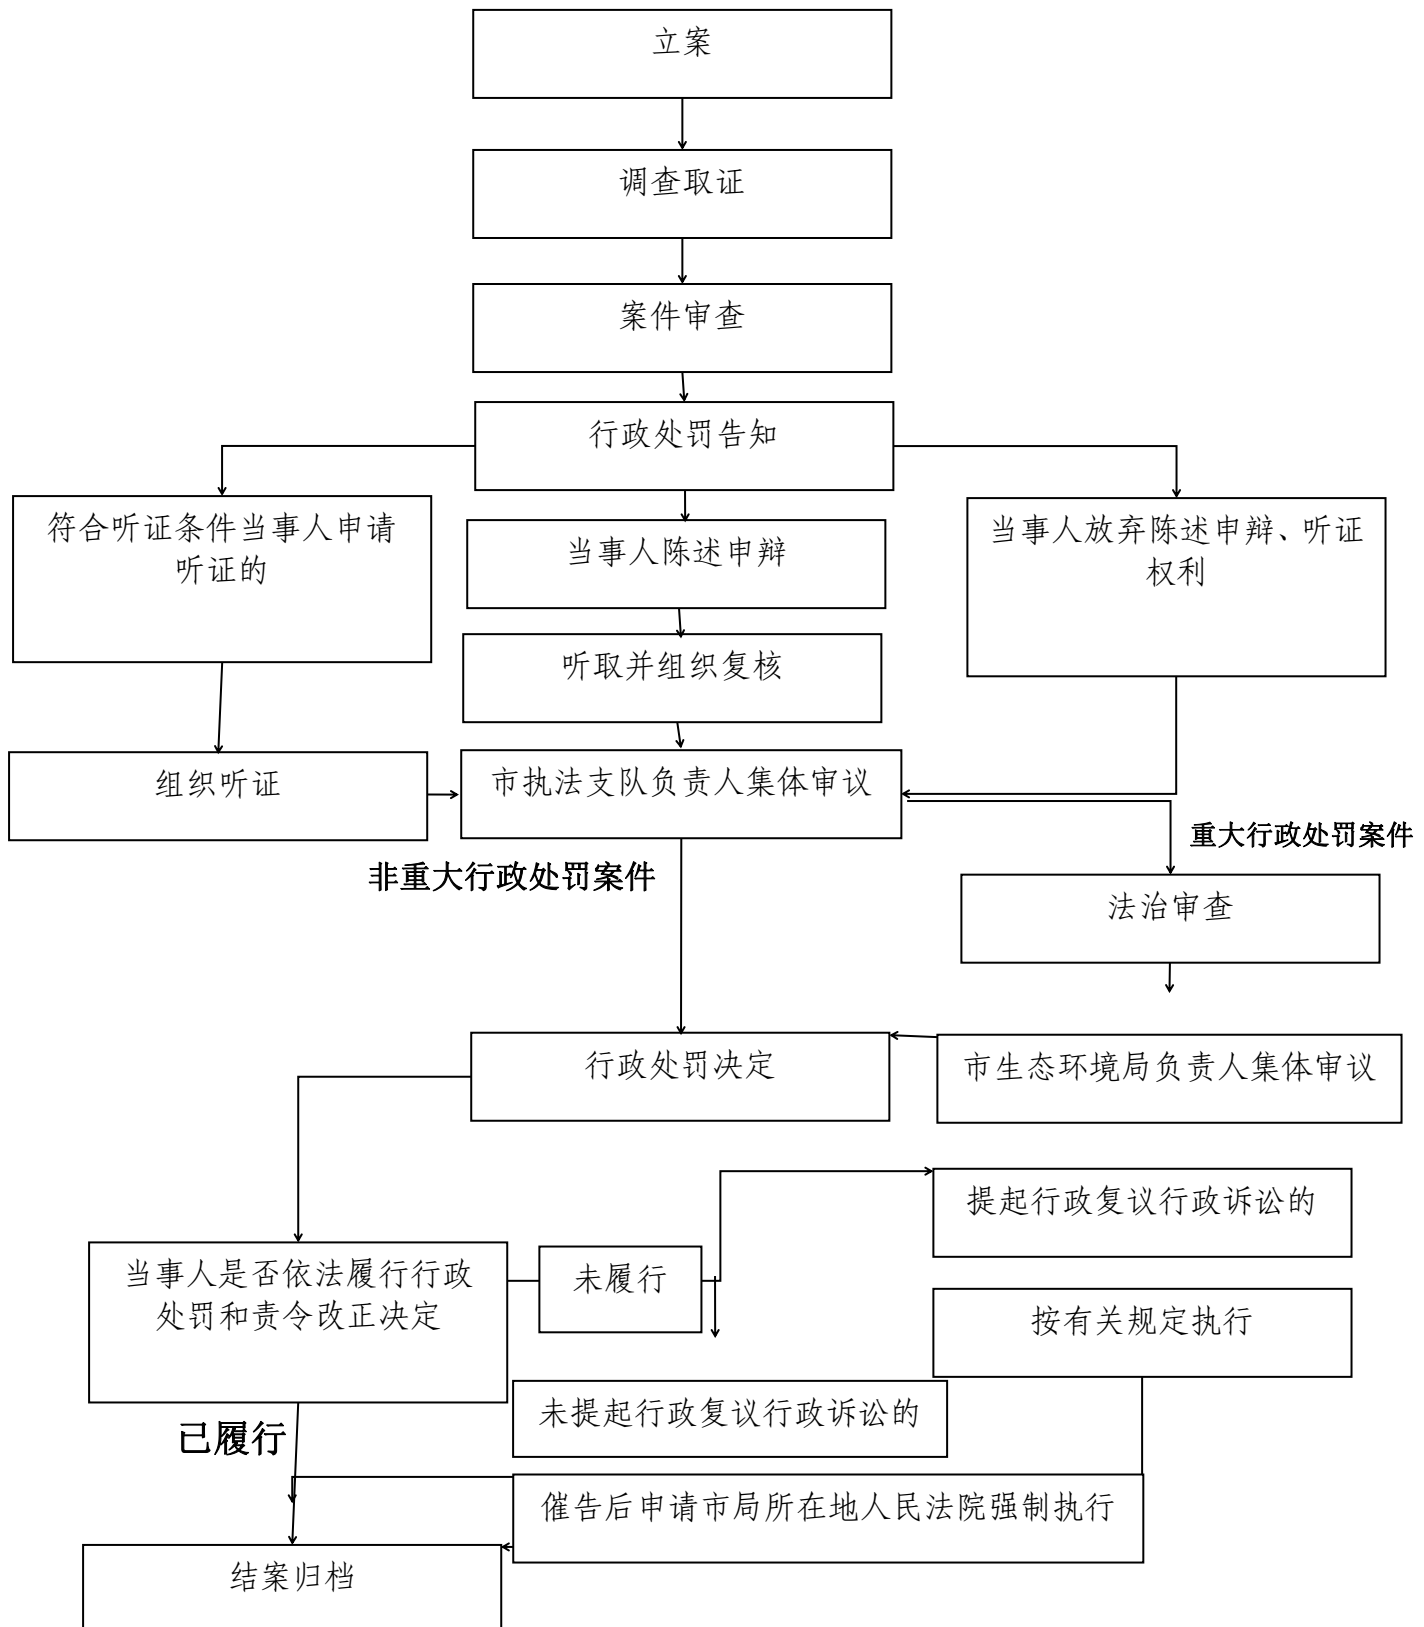 立案
调查取证
案件审查
行政处罚告知
符合听证条件当事人申请
听证的
当事人陈述申辩
当事人放弃陈述申辩、听证
权利
听取并组织复核
组织听证
市执法支队负责人集体审议
重大行政处罚案件
非重大行政处罚案件
法治审查
行政处罚决定
市生态环境局负责人集体审议
提起行政复议行政诉讼的
当事人是否依法履行行政
处罚和责令改正决定
未履行
按有关规定执行
未提起行政复议行政诉讼的
已履行
催告后申请市局所在地人民法院强制执行
结案归档